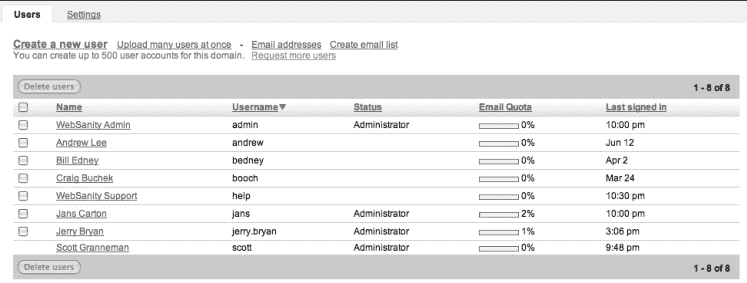 Users Settings
Create a new user Upload many users at once - Email addresses Create email list
You can create up to 500 user accounts for this domain. Request more users
Delete users 1 - 8 of 8
Name Username▼ Status Email Quota Last signed in
WebSanity Admin admin Administrator 0% 10:00 pm
Andrew Lee andrew 0% Jun 12
Bill Edney bedney 0% Apr 2
Craig Buchek booch 0% Mar 24
WebSanity Support help 0% 10:30 pm
Jans Carton jans Administrator 2% 10:00 pm
Jerry Bryan jerry.bryan Administrator 1% 3:06 pm
Scott Granneman scott Administrator 0% 9:48 pm
Delete users 1 - 8 of 8